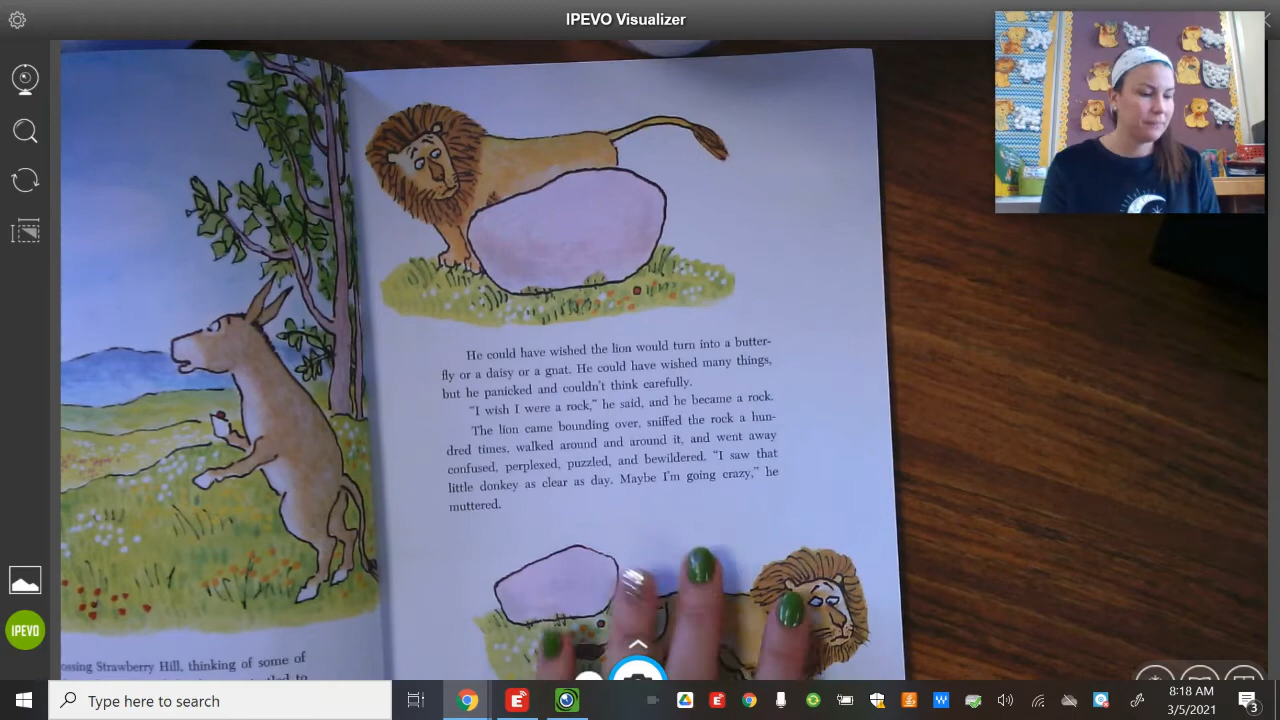 IPEVO Visualizer
He could have wished the lion would turn into a butter-
fly or a daisy or a gnat. He could have wished many things,
but he panicked and couldn't think carefully.
"I wish I were a rock," he said, and he became a rock.
The lion came bounding over, sniffed the rock a hun-
dred times, walked around and around it, and went away
confused, perplexed, puzzled, and bewildered. "I saw that
little donkey as clear as day. Maybe I'm going crazy," he
muttered.
ossing Strawberry Hill, thinking of some of
to
IPEVO
Type here to search
8:18 AM
3/5/2021
3